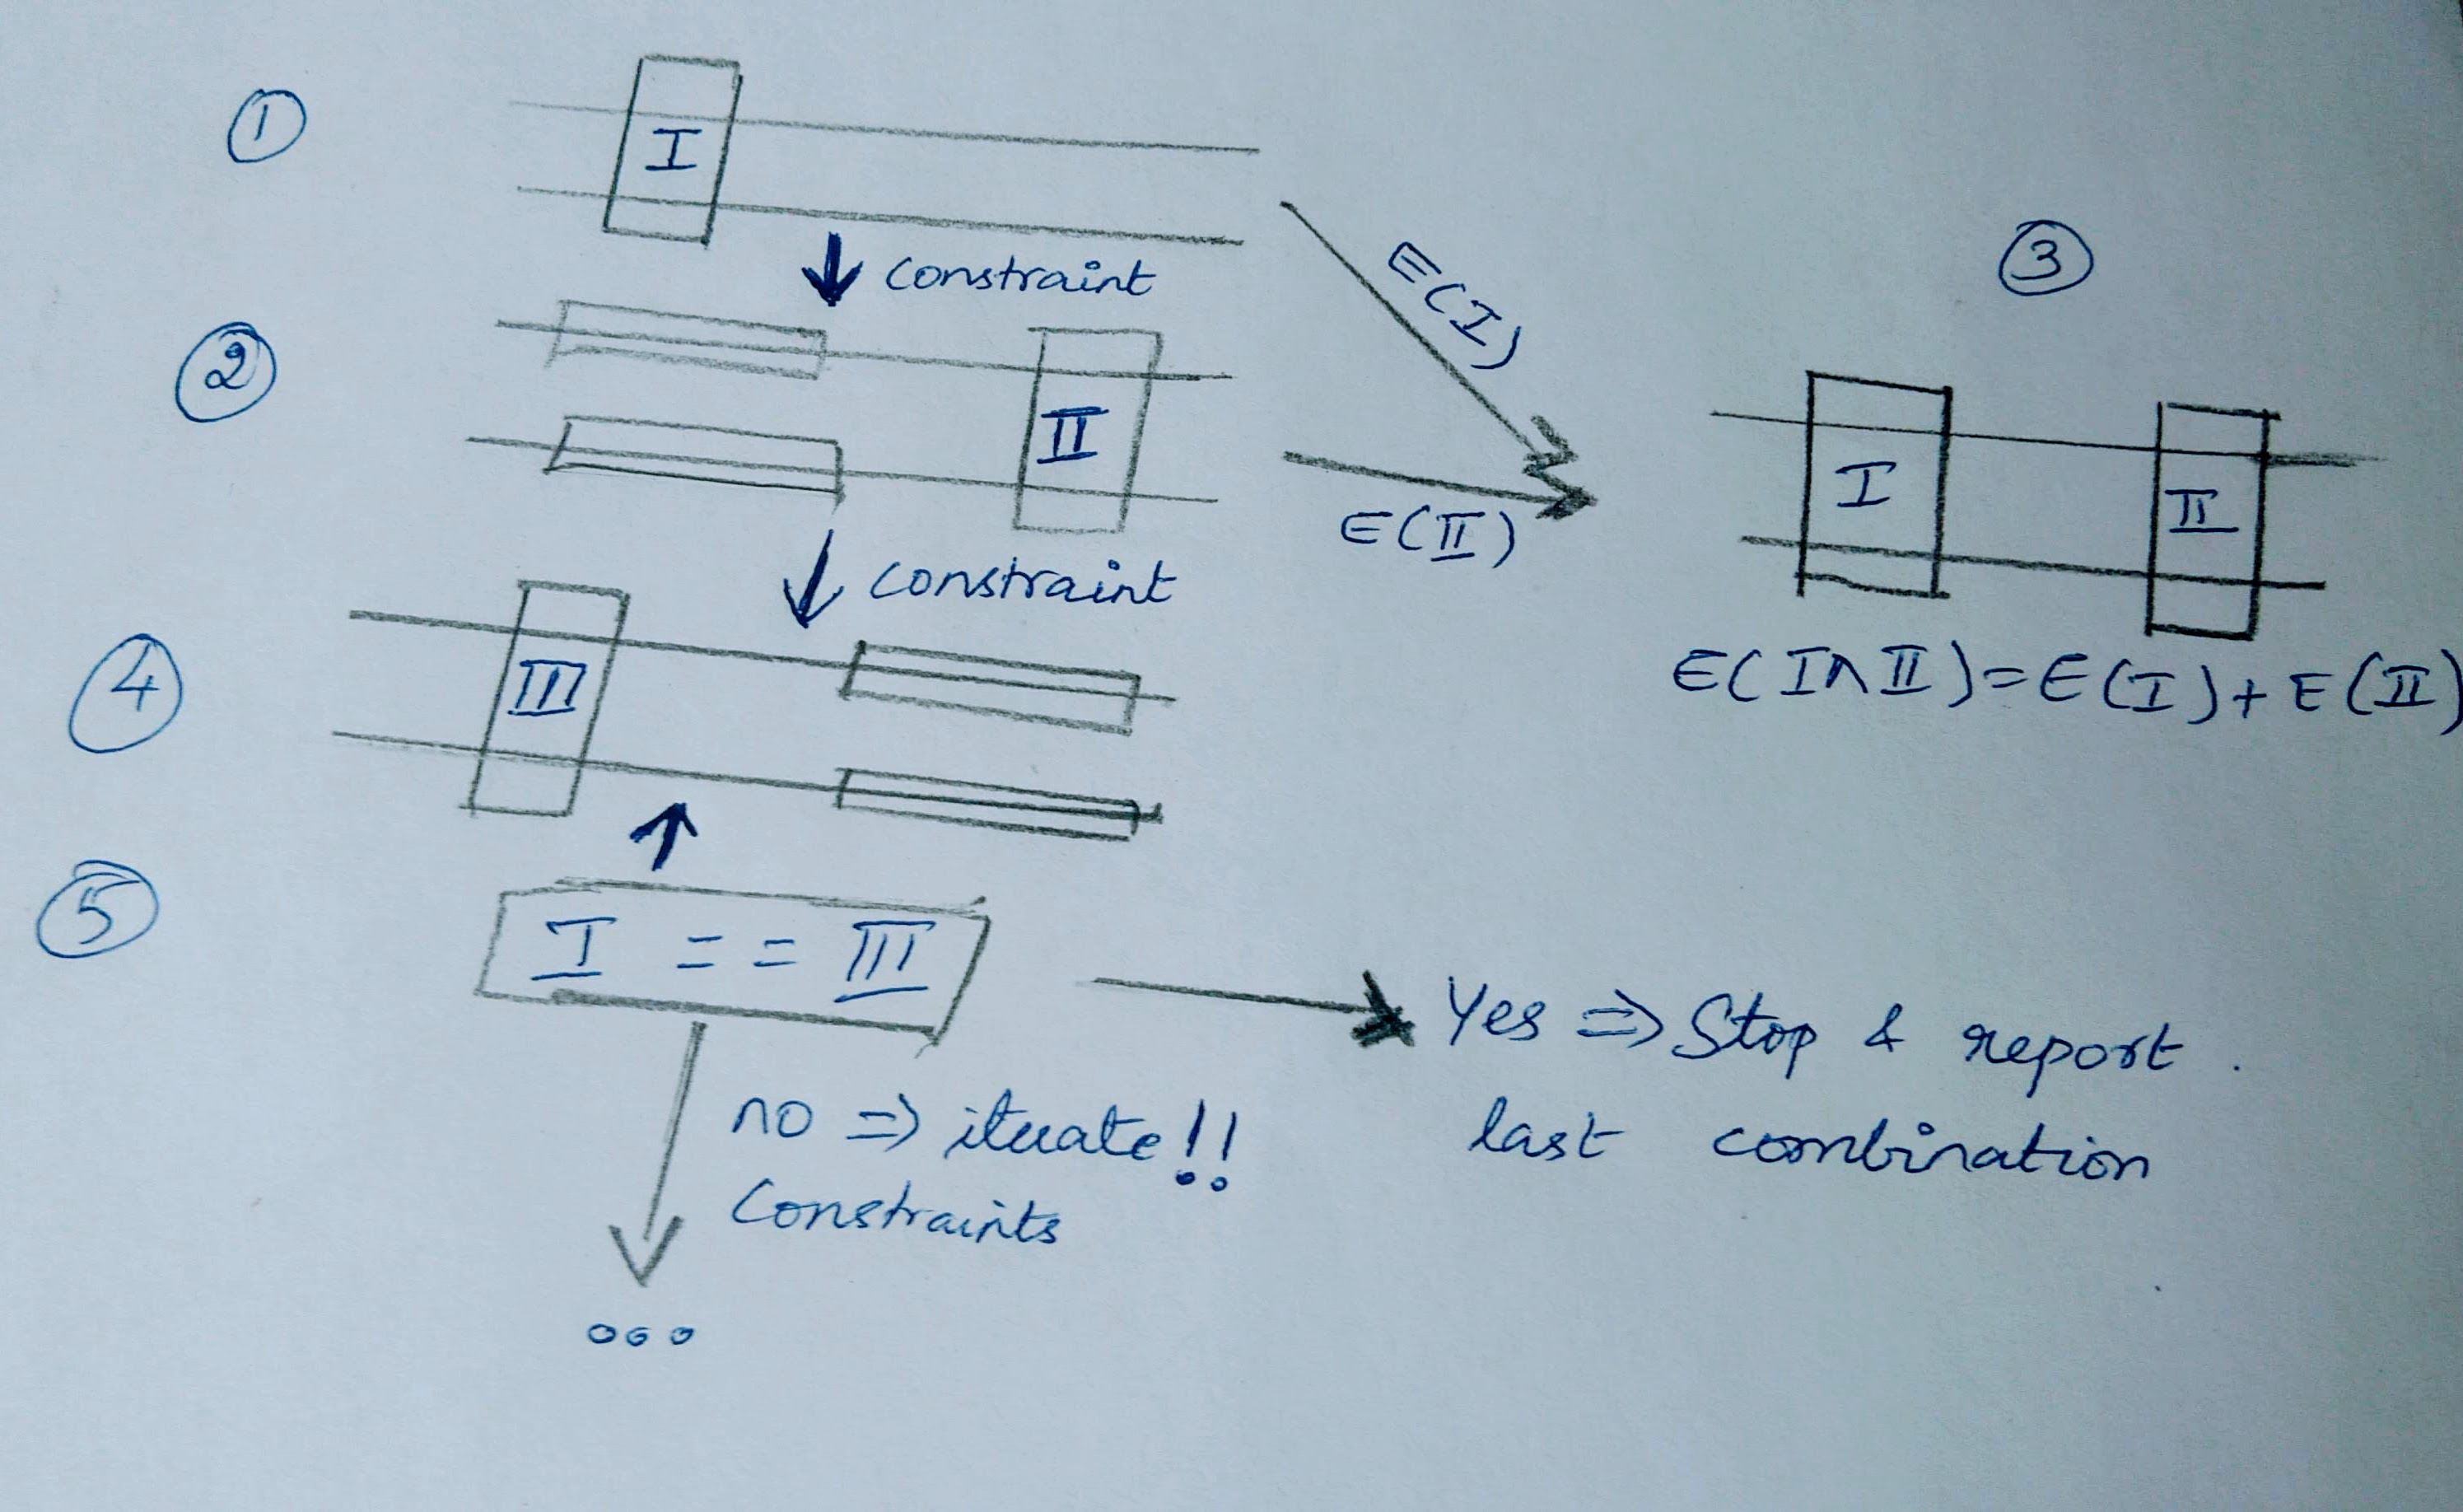 1
I
constraint
E(I)
3
2
II
E(II)
I
II
constraint
E(I∧II)=E(I)+E(II)
4
III
5
I == III
Yes => Stop & report.
last combination
no => iterate!!
Constraints
ooo